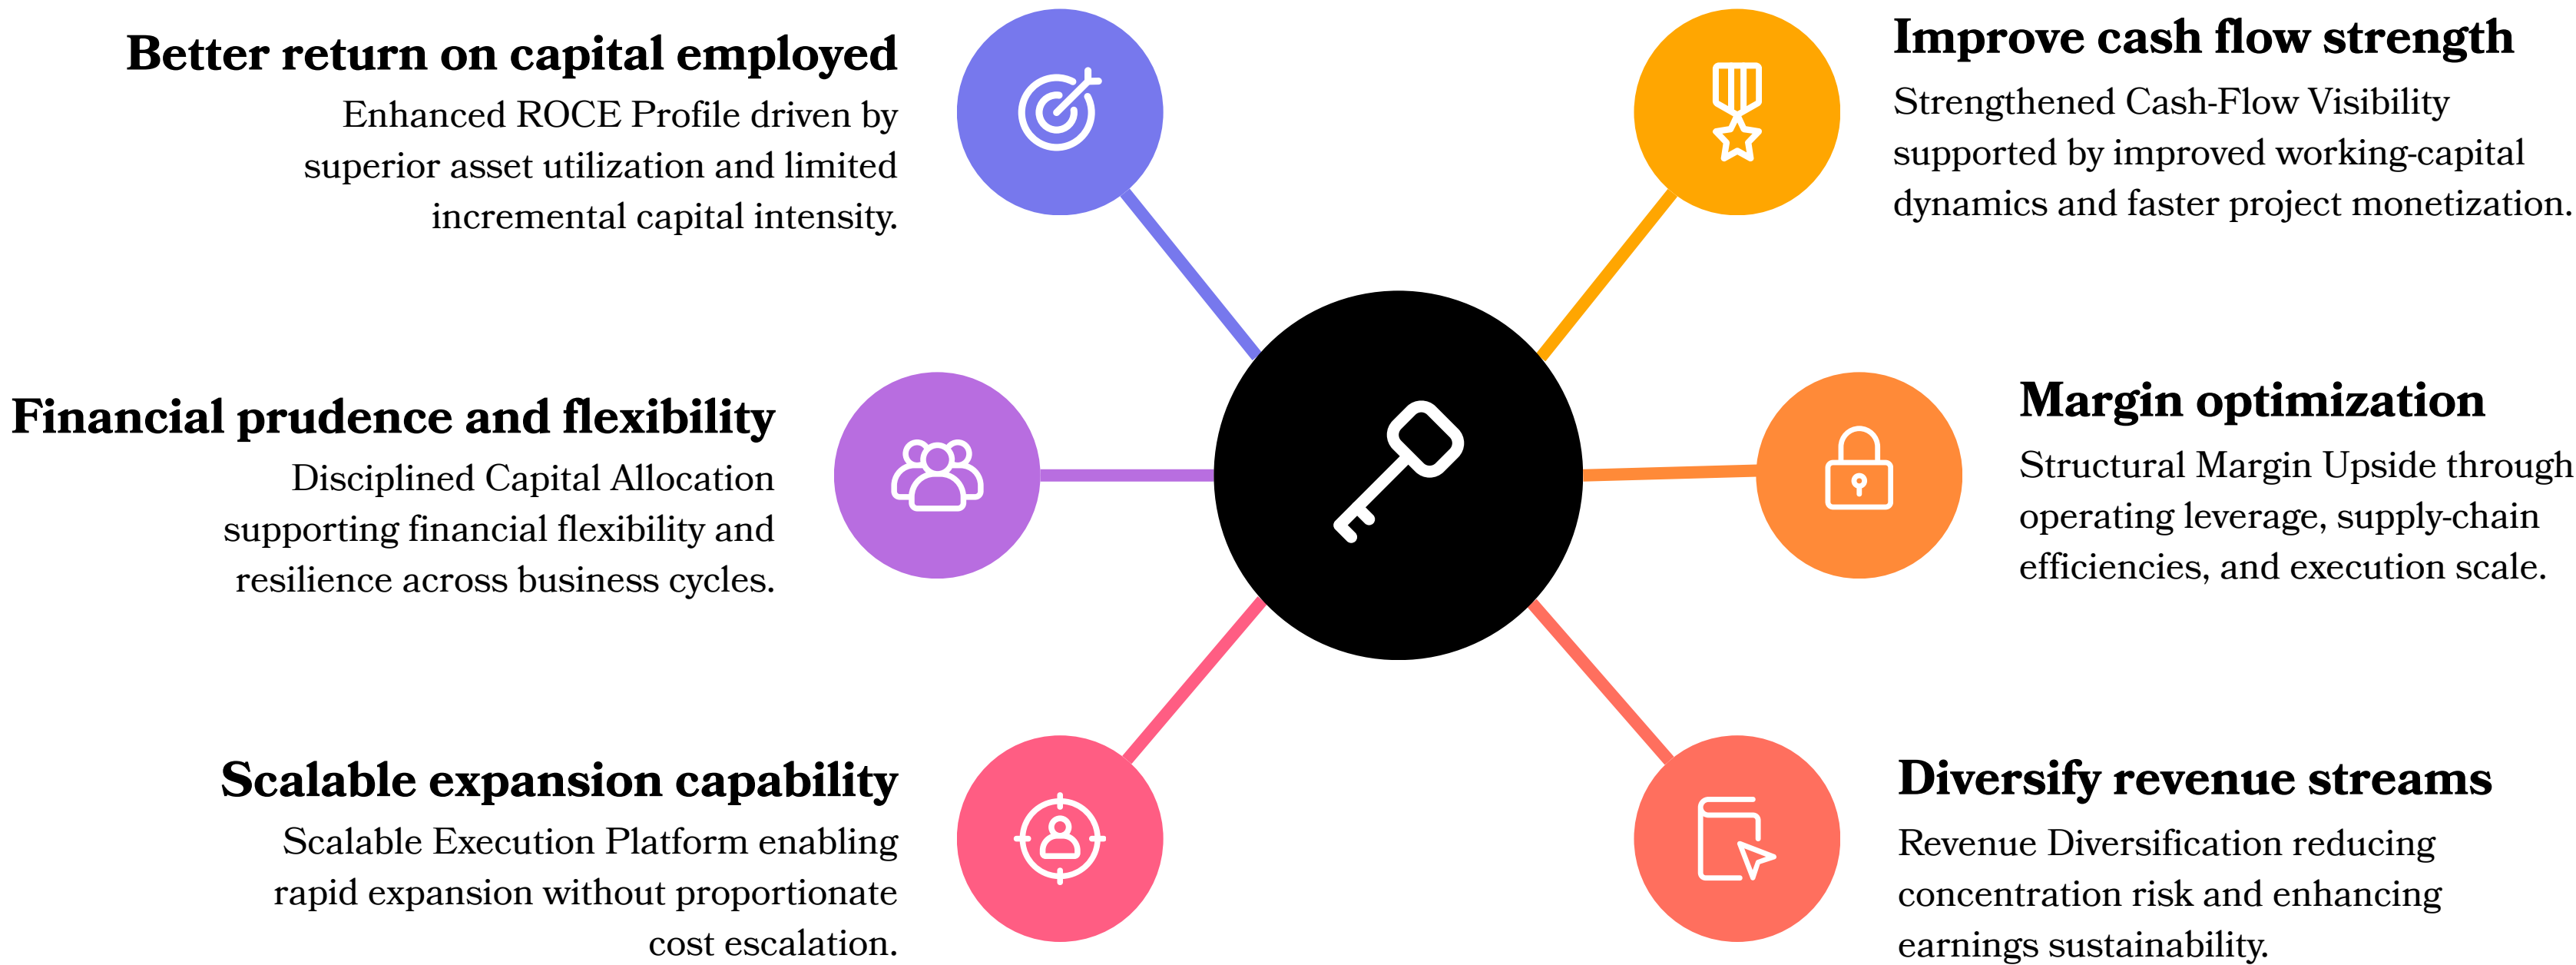 Better return on capital employed
Enhanced ROCE Profile driven by
superior asset utilization and limited
incremental capital intensity.
Improve cash flow strength
Strengthened Cash-Flow Visibility
supported by improved working-capital
dynamics and faster project monetization.
Financial prudence and flexibility
Disciplined Capital Allocation
supporting financial flexibility and
resilience across business cycles.
Margin optimization
Structural Margin Upside through
operating leverage, supply-chain
efficiencies, and execution scale.
Scalable expansion capability
Scalable Execution Platform enabling
rapid expansion without proportionate
cost escalation.
Diversify revenue streams
Revenue Diversification reducing
concentration risk and enhancing
earnings sustainability.